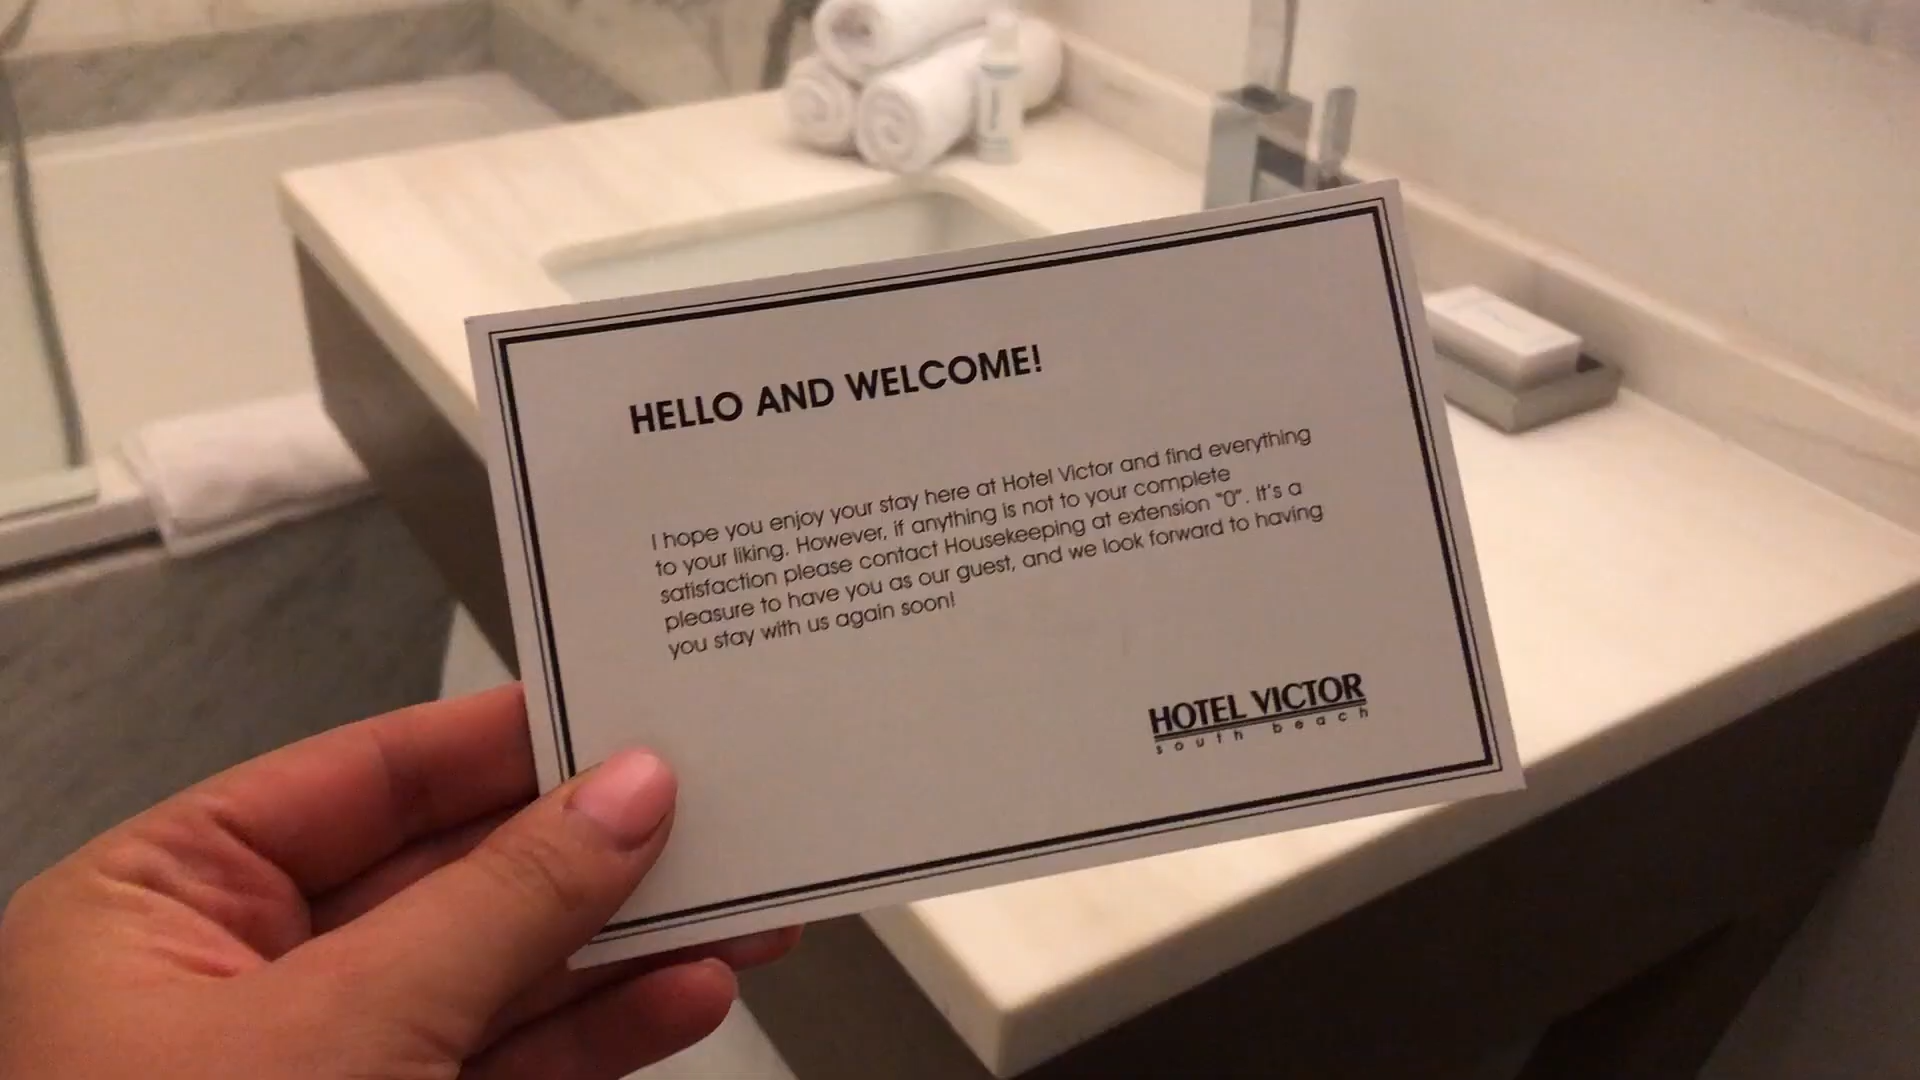 HELLO AND WELCOME!
I hope you enjoy your stay here at Hotel Victor and find everything
to your liking. However, if anything is not to your complete
satisfaction please contact Housekeeping at extension "0". It's a
pleasure to have you as our guest, and we look forward to having
you stay with us again soon!
HOTEL VICTOR
south beach